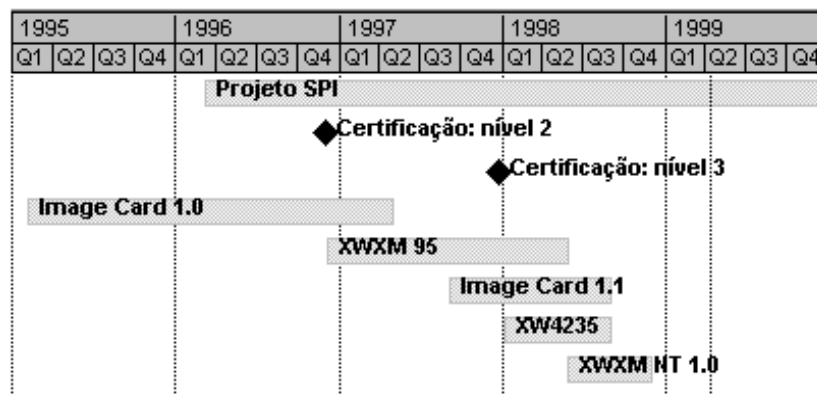 1995 1996 1997 1998 1999
Q1 Q2 Q3 Q4 Q1 Q2 Q3 Q4 Q1 Q2 Q3 Q4 Q1 Q2 Q3 Q4 Q1 Q2 Q3 Q4
Projeto SPI
Certificação: nível 2
Certificação: nível 3
Image Card 1.0
XWXM 95
Image Card 1.1
XW4235
XWXM NT 1.0